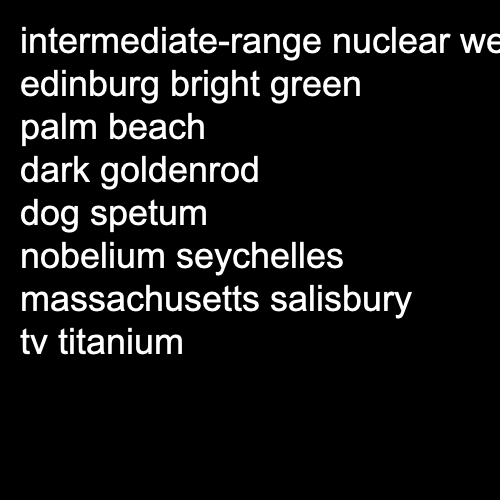 intermediate-range nuclear we
edinburg bright green
palm beach
dark goldenrod
dog spetum
nobelium seychelles
massachusetts salisbury
tv titanium